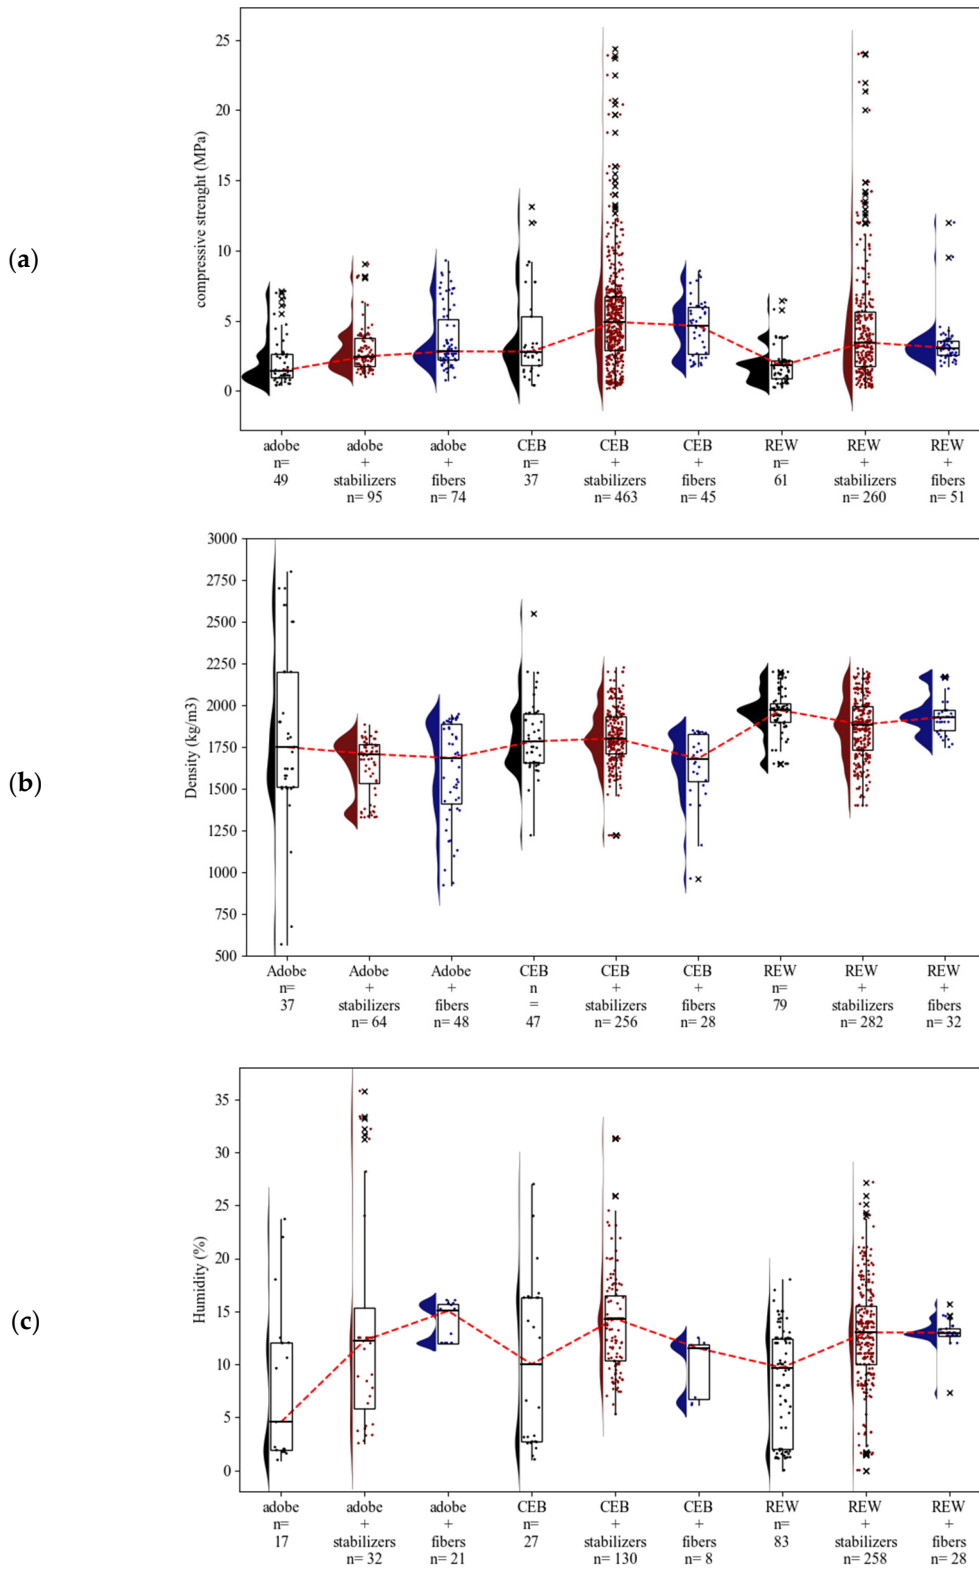 (a)
compressive strenght (MPa)
25
20
15
10
5
0
adobe adobe adobe CEB CEB CEB REW REW REW
n= + + n= + + n= + +
49 stabilizers fibers 37 stabilizers fibers 61 stabilizers fibers
n= 95 n= 74 n= 463 n= 45 n= 260 n= 51
(b)
Density (kg/m3)
3000
2750
2500
2250
2000
1750
1500
1250
1000
750
500
Adobe Adobe Adobe CEB CEB CEB REW REW REW
n= + + n + + n= + +
37 stabilizers fibers = stabilizers fibers 79 stabilizers fibers
n= 64 n= 48 47 n= 256 n= 28 n= 282 n= 32
(c)
Humidity (%)
35
30
25
20
15
10
5
0
adobe adobe adobe CEB CEB CEB REW REW REW
n= + + n= + + n= + +
17 stabilizers fibers 27 stabilizers fibers 83 stabilizers fibers
n= 32 n= 21 n= 130 n= 8 n= 258 n= 28